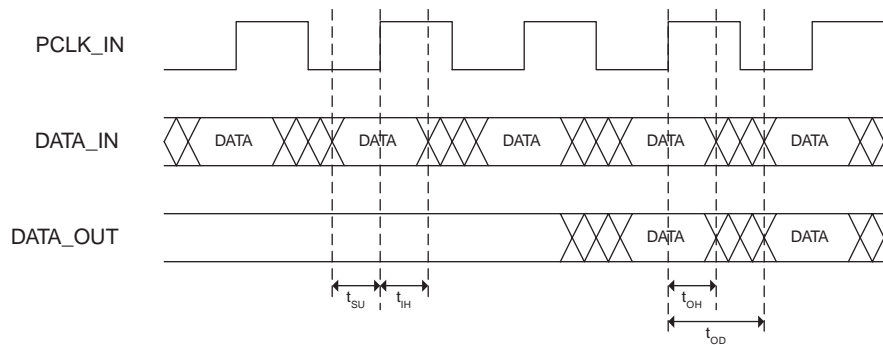 PCLK_IN
DATA_IN DATA DATA DATA DATA DATA
DATA_OUT DATA DATA
tSU tIH tOH
tOD